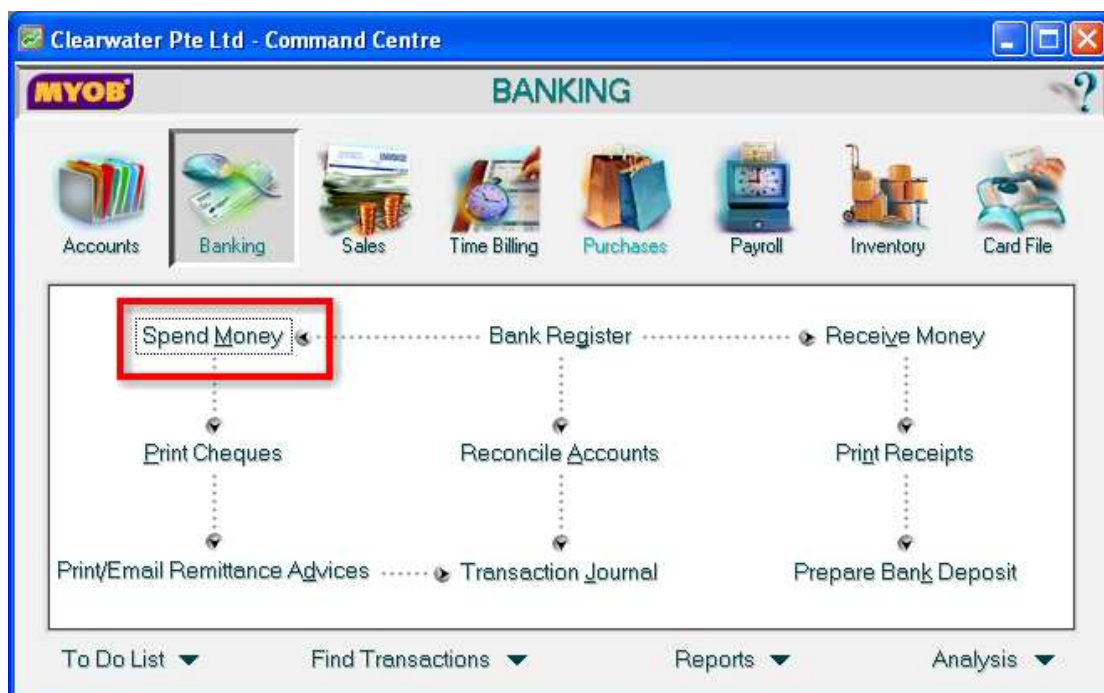 Clearwater Pte Ltd - Command Centre
MYOB BANKING ?
Accounts Banking Sales Time Billing Purchases Payroll Inventory Card File
Spend Money Bank Register Receive Money
Print Cheques Reconcile Accounts Print Receipts
Print/Email Remittance Advices Transaction Journal Prepare Bank Deposit
To Do List Find Transactions Reports Analysis